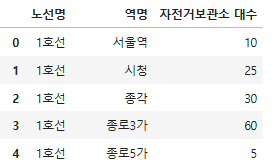 노선명 역명 자전거보관소 대수
0 1호선 서울역 10
1 1호선 시청 25
2 1호선 종각 30
3 1호선 종로3가 60
4 1호선 종로5가 5